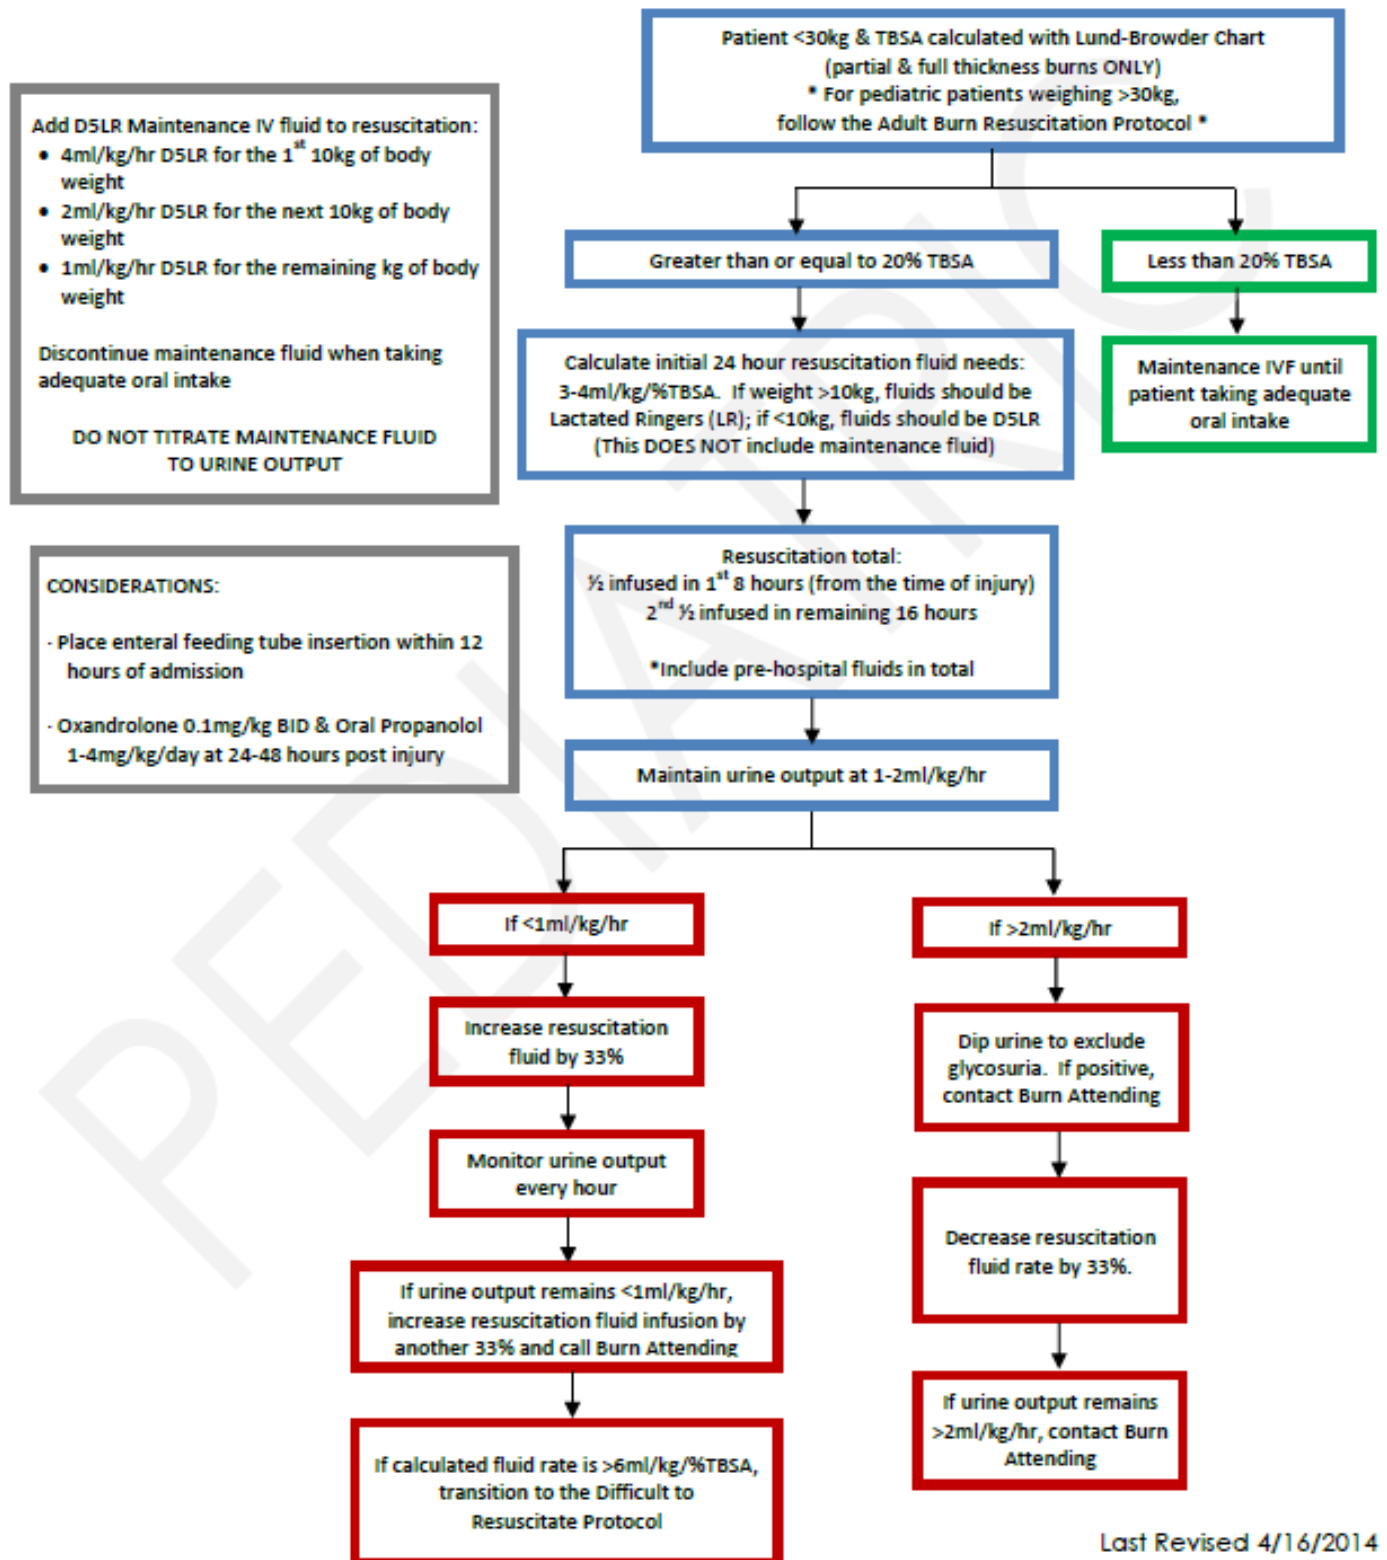 Patient <30kg & TBSA calculated with Lund-Browder Chart
(partial & full thickness burns ONLY)
* For pediatric patients weighing >30kg,
follow the Adult Burn Resuscitation Protocol *
Add D5LR Maintenance IV fluid to resuscitation:
• 4ml/kg/hr D5LR for the 1st 10kg of body
weight
• 2ml/kg/hr D5LR for the next 10kg of body
weight
• 1ml/kg/hr D5LR for the remaining kg of body
weight
Discontinue maintenance fluid when taking
adequate oral intake
DO NOT TITRATE MAINTENANCE FLUID
TO URINE OUTPUT
Greater than or equal to 20% TBSA
Less than 20% TBSA
Calculate initial 24 hour resuscitation fluid needs:
3-4ml/kg/%TBSA. If weight >10kg, fluids should be
Lactated Ringers (LR); if <10kg, fluids should be D5LR
(This DOES NOT include maintenance fluid)
Maintenance IVF until
patient taking adequate
oral intake
CONSIDERATIONS:
- Place enteral feeding tube insertion within 12
hours of admission
- Oxandrolone 0.1mg/kg BID & Oral Propanolol
1-4mg/kg/day at 24-48 hours post injury
Resuscitation total:
½ infused in 1st 8 hours (from the time of injury)
2nd ½ infused in remaining 16 hours
*Include pre-hospital fluids in total
Maintain urine output at 1-2ml/kg/hr
If <1ml/kg/hr
Increase resuscitation
fluid by 33%
Monitor urine output
every hour
If urine output remains <1ml/kg/hr,
increase resuscitation fluid infusion by
another 33% and call Burn Attending
If calculated fluid rate is >6ml/kg/%TBSA,
transition to the Difficult to
Resuscitate Protocol
If >2ml/kg/hr
Dip urine to exclude
glycosuria. If positive,
contact Burn Attending
Decrease resuscitation
fluid rate by 33%.
If urine output remains
>2ml/kg/hr, contact Burn
Attending
PEDIATRIC
Last Revised 4/16/2014